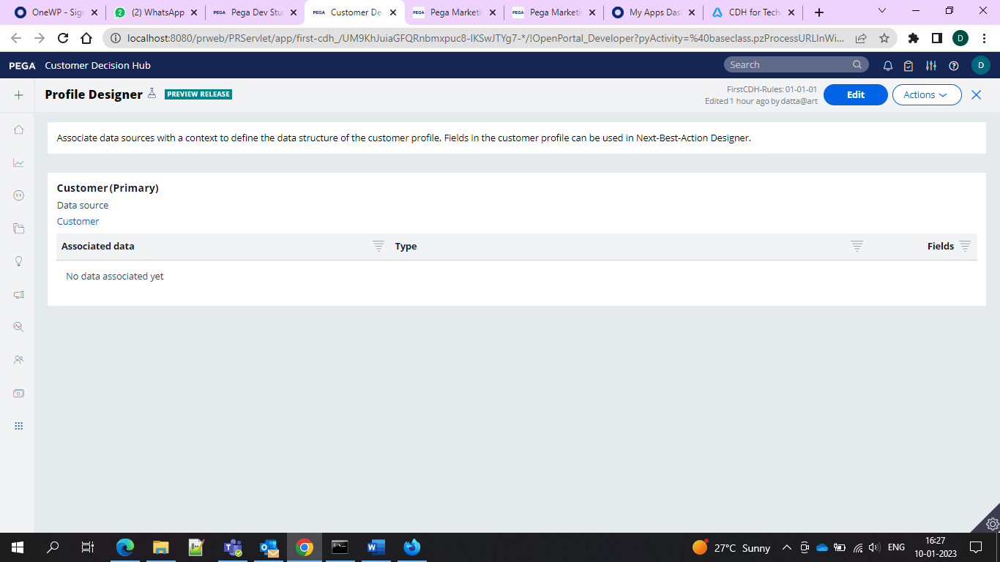 OneWP - Sign
(2) WhatsApp
Pega Dev Stu
Customer De
Pega Marketi
Pega Marketi
My Apps Das
CDH for Tech
localhost:8080/prweb/PRServlet/app/first-cdh_/UM9KhJuiaGFQRnbmxpuc8-IKSwJTYg7-*/!OpenPortal_Developer?pyActivity=%40baseclass.pzProcessURLInWi...
D
PEGA Customer Decision Hub
Search
D
Profile Designer
PREVIEW RELEASE
FirstCDH-Rules: 01-01-01
Edited 1 hour ago by datta@art
Edit
Actions
Associate data sources with a context to define the data structure of the customer profile. Fields in the customer profile can be used in Next-Best-Action Designer.
Customer (Primary)
Data source
Customer
Associated data Type Fields
No data associated yet
27°C Sunny
ENG
16:27
10-01-2023